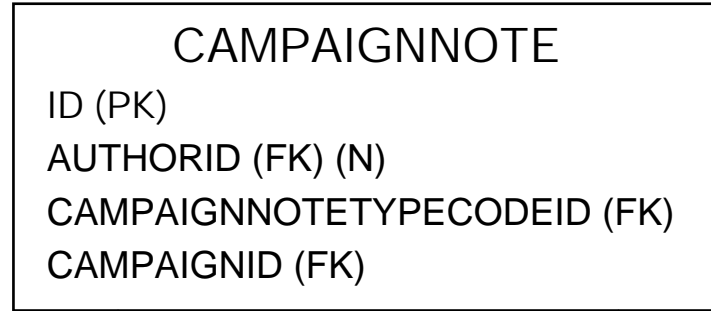 CAMPAIGNNOTE
ID (PK)
AUTHORID (FK) (N)
CAMPAIGNNOTETYPECODEID (FK)
CAMPAIGNID (FK)